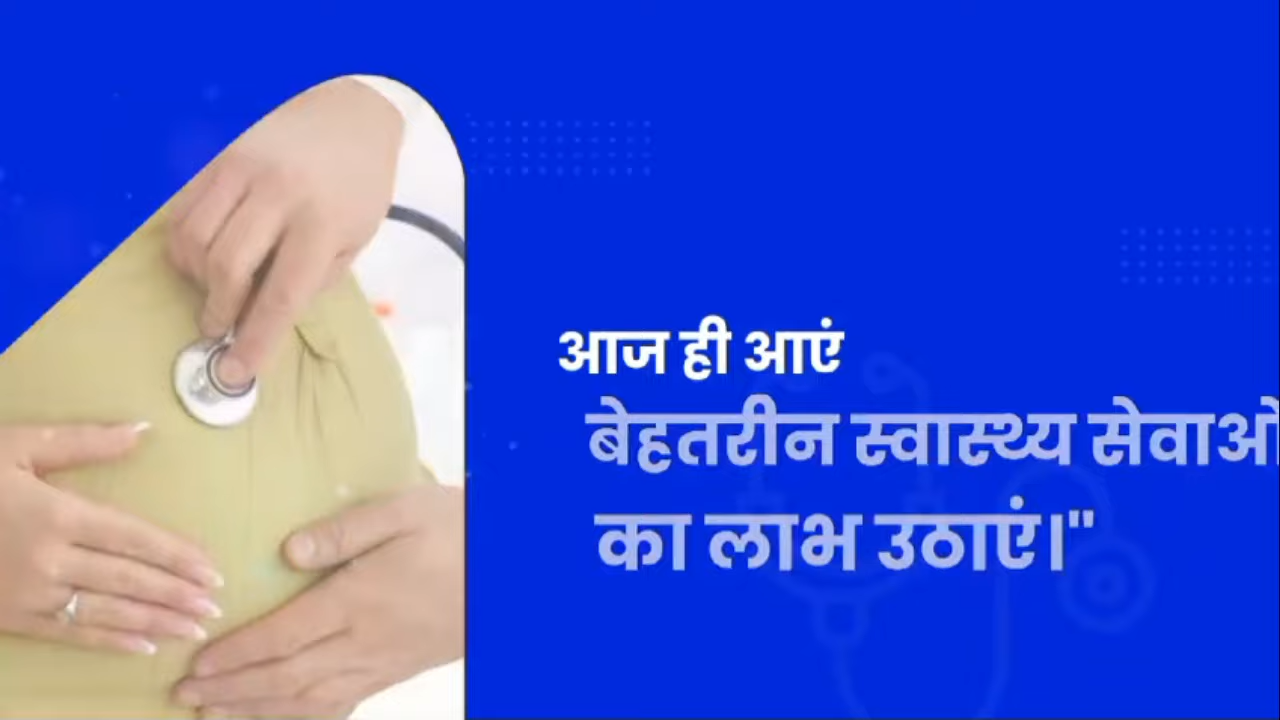 आज ही आएं
बेहतरीन स्वास्थ्य सेवाओं
का लाभ उठाएं।"